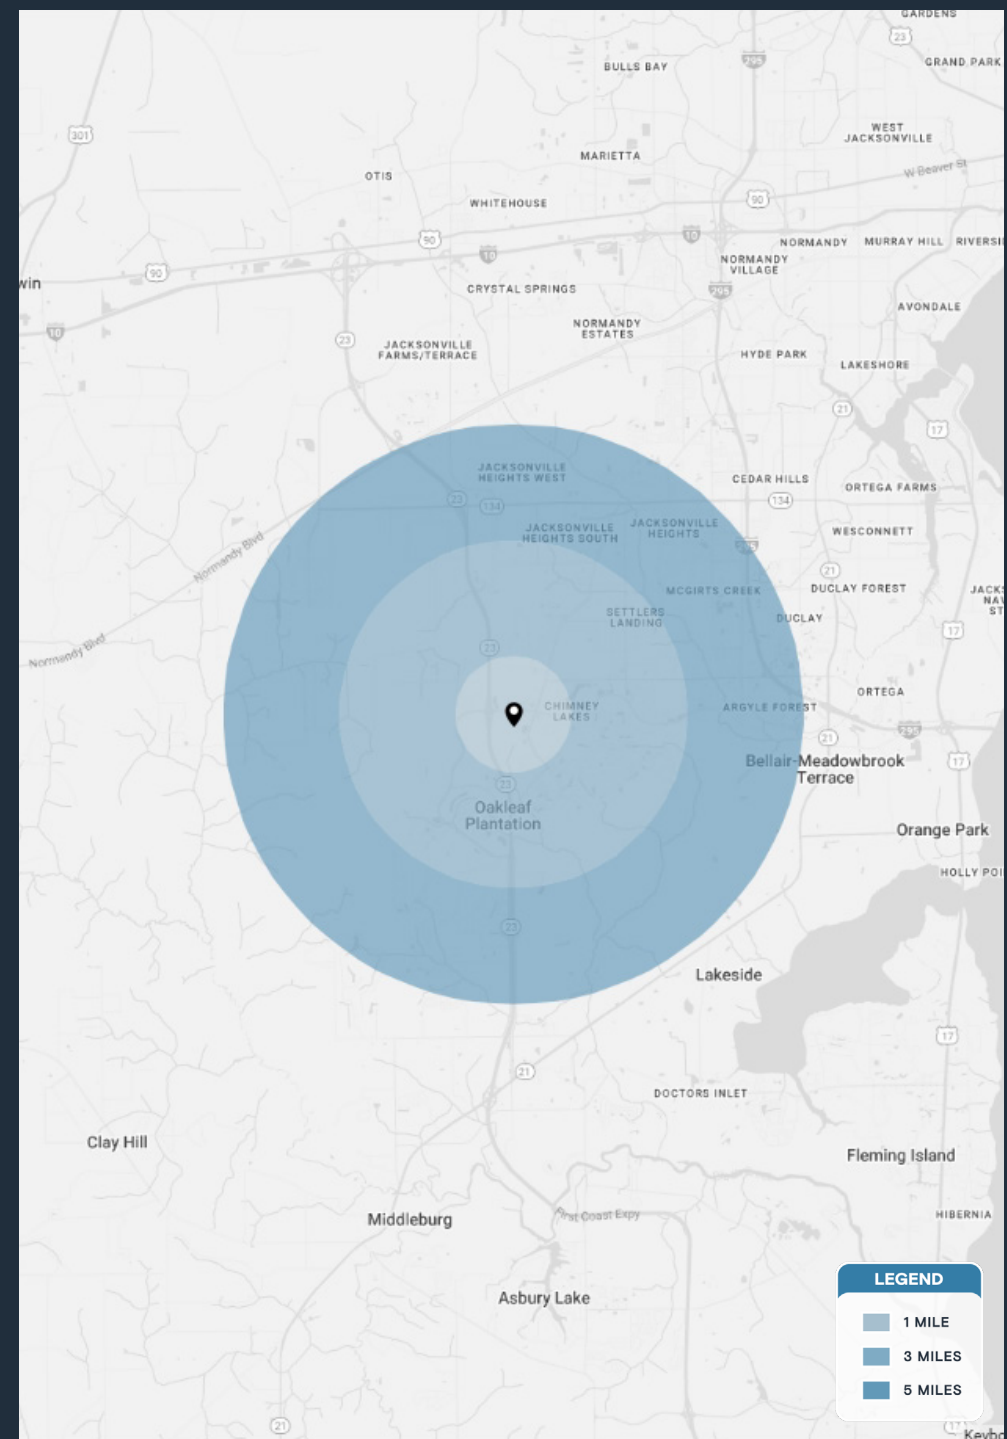 GARDENS
23
GRAND PARK
295
BULLS BAY
WEST
JACKSONVILLE
301
MARIETTA
W Beaver St
OTIS
90
WHITEHOUSE
90
10
NORMANDY
MURRAY HILL
RIVERSI
10
NORMANDY
VILLAGE
90
win
CRYSTAL SPRINGS
295
AVONDALE
10
NORMANDY
ESTATES
23
JACKSONVILLE
FARMS/TERRACE
HYDE PARK
LAKESHORE
21
17
JACKSONVILLE
HEIGHTS WEST
CEDAR HILLS
ORTEGA FARMS
23
134
134
JACKSONVILLE
HEIGHTS SOUTH
JACKSONVILLE
HEIGHTS
WESCONNETT
Normandy Blvd
295
21
MCGIRTS CREEK
DUCLAY FOREST
JACKS
NAV
ST
SETTLERS
LANDING
DUCLAY
17
Normandy Blvd
23
ORTEGA
CHIMNEY
LAKES
ARGYLE FOREST
295
21
Bellair-Meadowbrook
Terrace
17
23
Oakleaf
Plantation
Orange Park
HOLLY POI
23
Lakeside
17
21
DOCTORS INLET
Clay Hill
Fleming Island
Middleburg
First Coast Expy
HIBERNIA
Asbury Lake
LEGEND
1 MILE
3 MILES
5 MILES
21
17